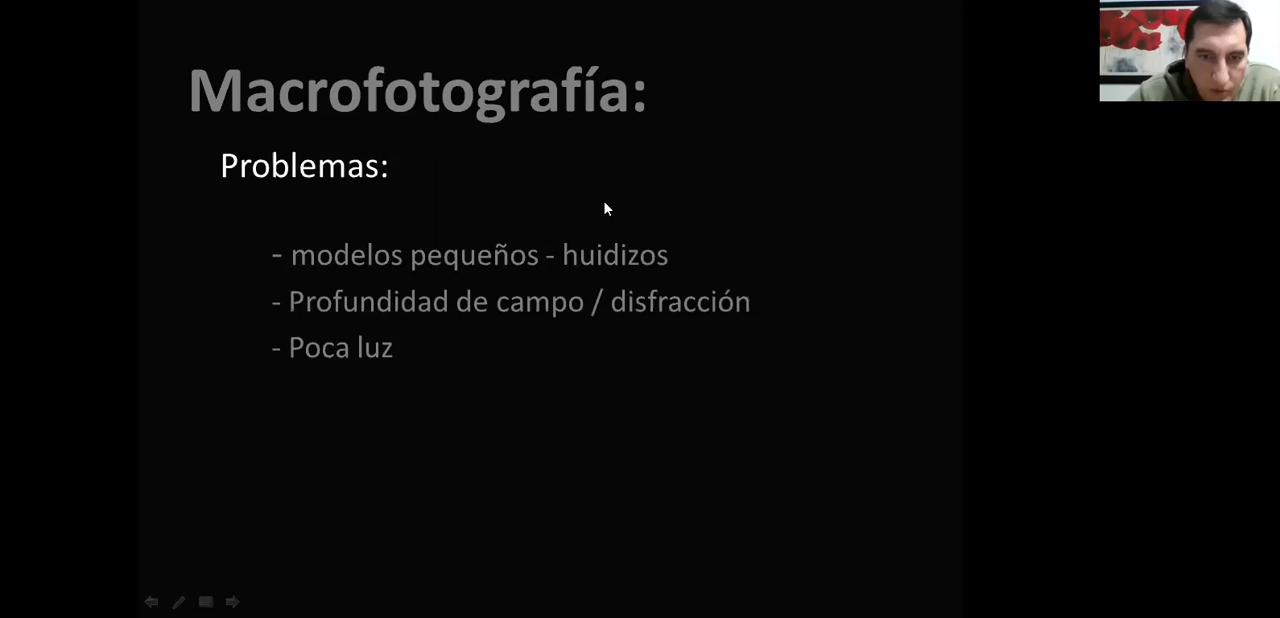 Macrofotografía:
Problemas:
- modelos pequeños - huidizos
- Profundidad de campo / disfracción
- Poca luz